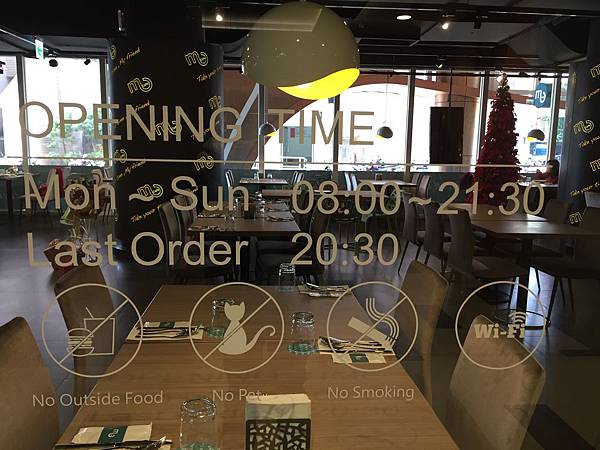 OPENING TIME
Mon ~ Sun 08:00~21:30
Last Order 20:30
No Outside Food
No Pets
No Smoking
Wi-Fi